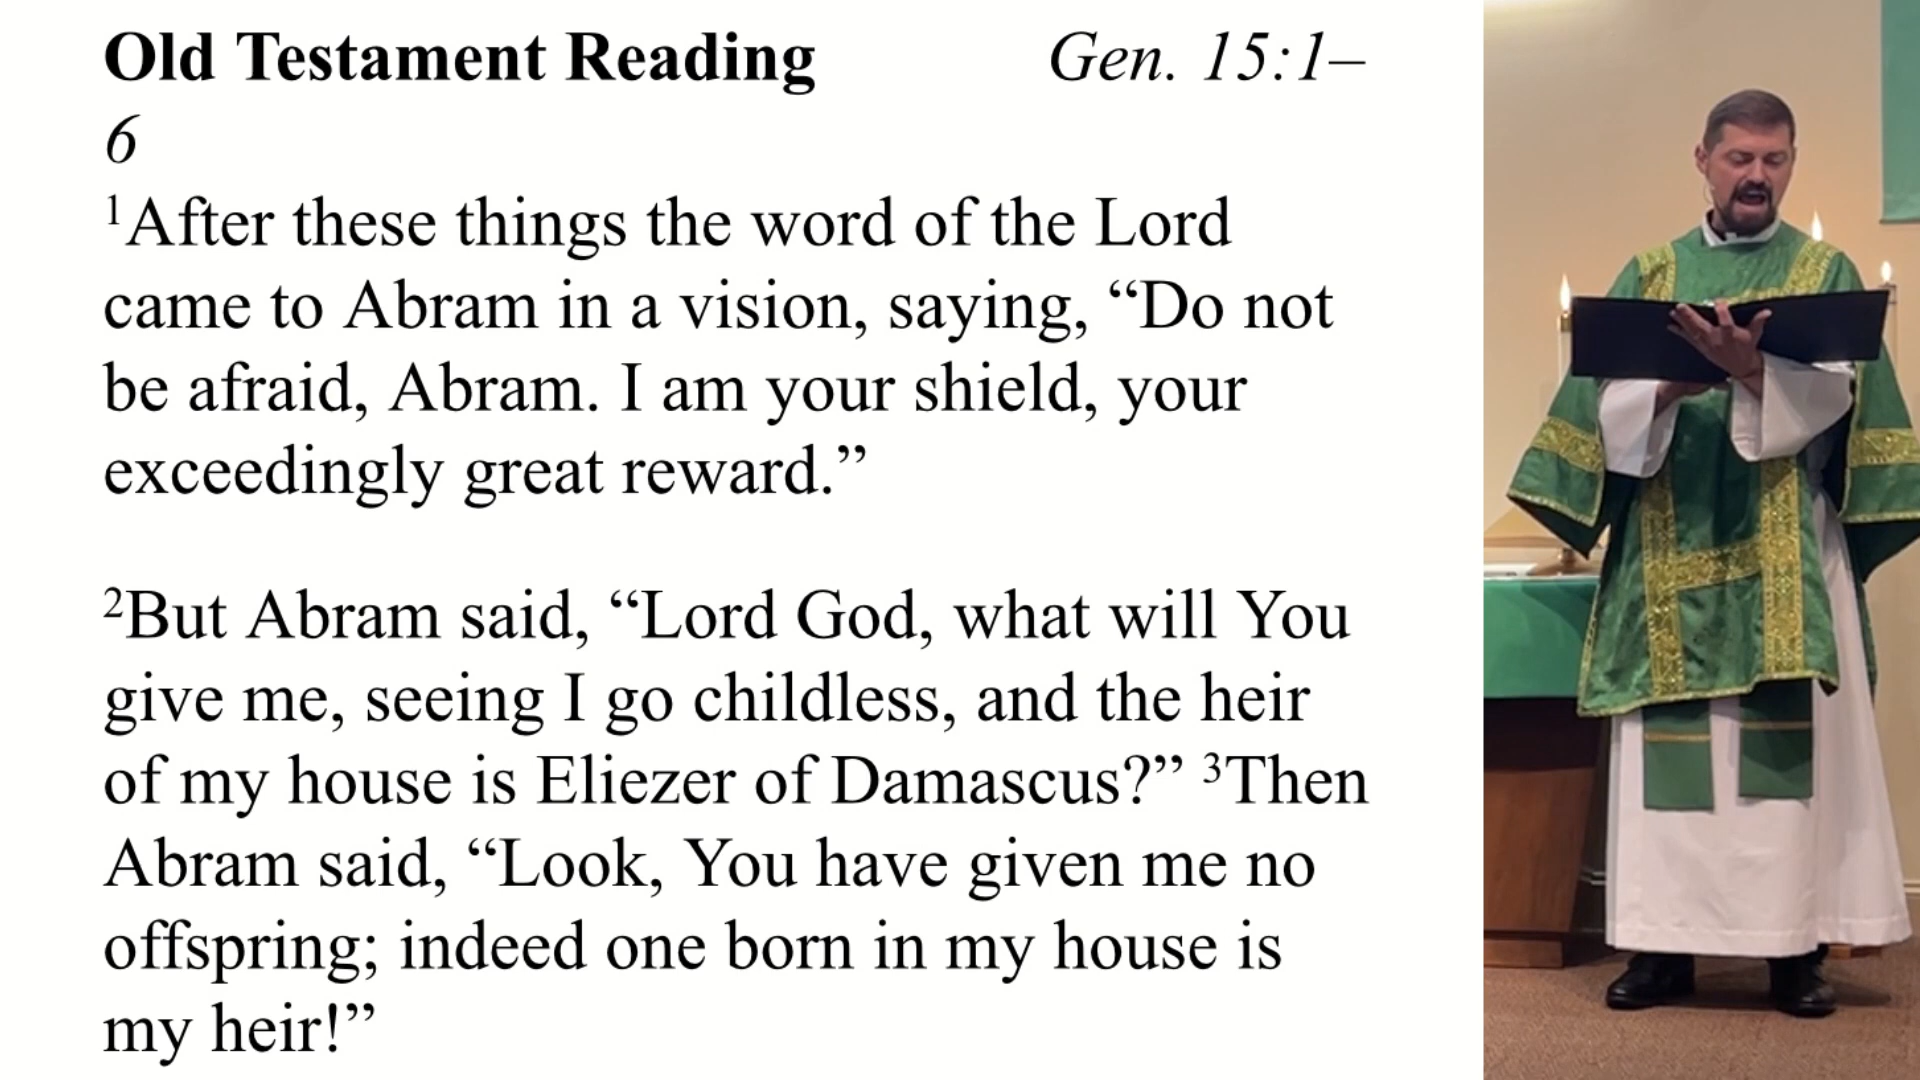 Old Testament Reading Gen. 15:1–
6
¹After these things the word of the Lord
came to Abram in a vision, saying, “Do not
be afraid, Abram. I am your shield, your
exceedingly great reward.”
²But Abram said, “Lord God, what will You
give me, seeing I go childless, and the heir
of my house is Eliezer of Damascus?” ³Then
Abram said, “Look, You have given me no
offspring; indeed one born in my house is
my heir!”